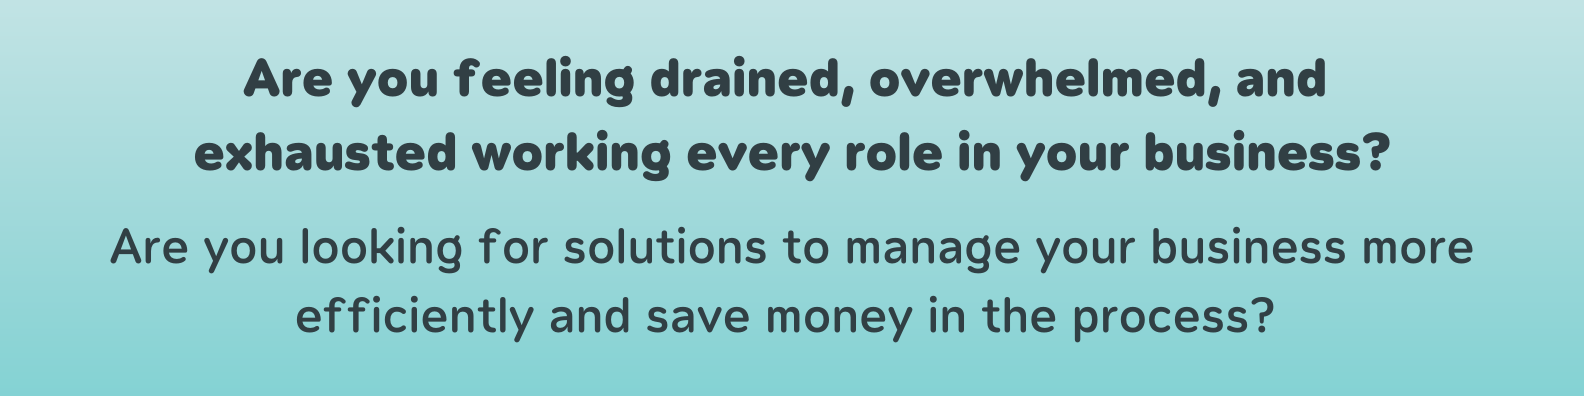 Are you feeling drained, overwhelmed, and
exhausted working every role in your business?
Are you looking for solutions to manage your business more
efficiently and save money in the process?